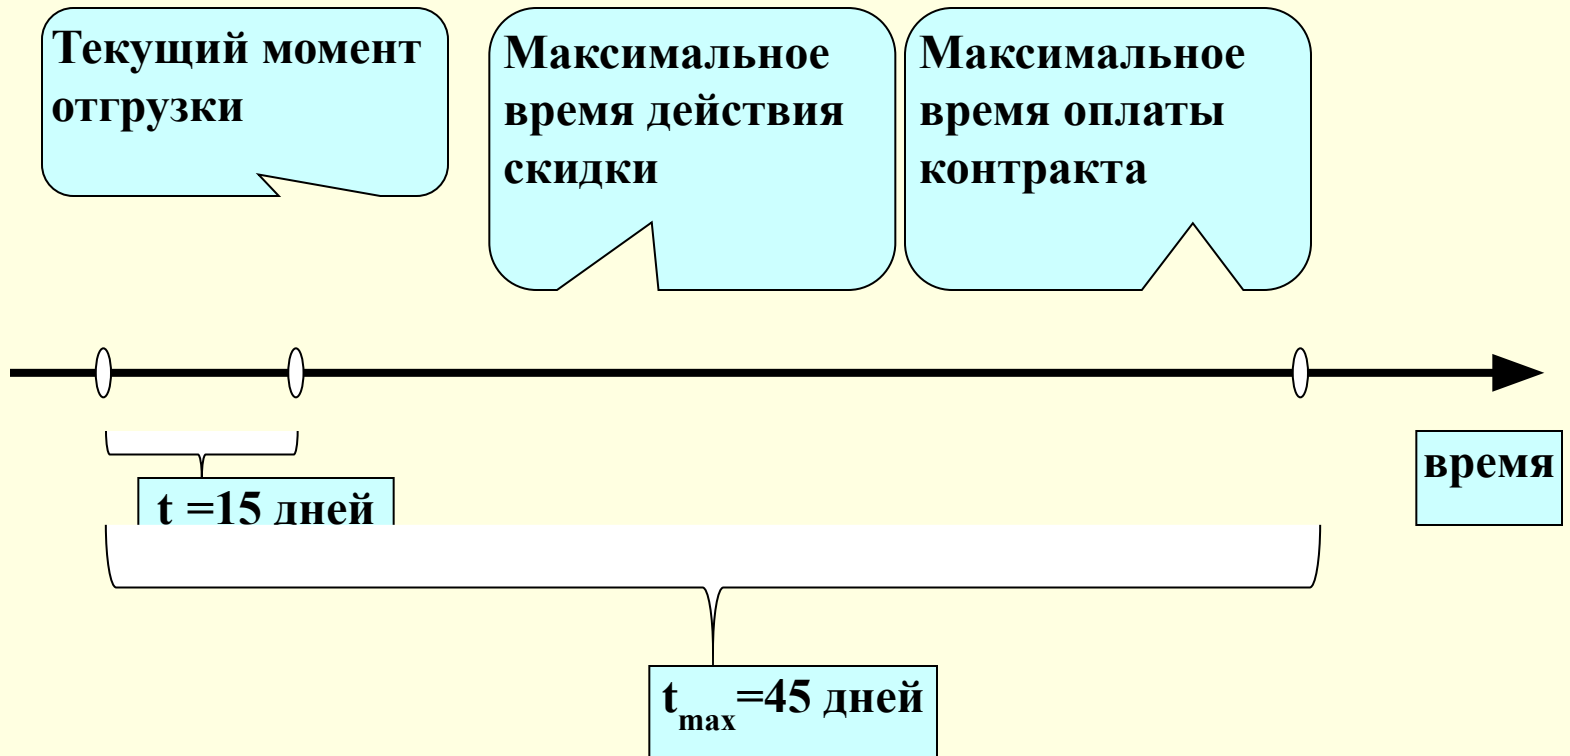 Текущий момент
отгрузки
Максимальное
время действия
скидки
Максимальное
время оплаты
контракта
время
t =15 дней
tmax=45 дней